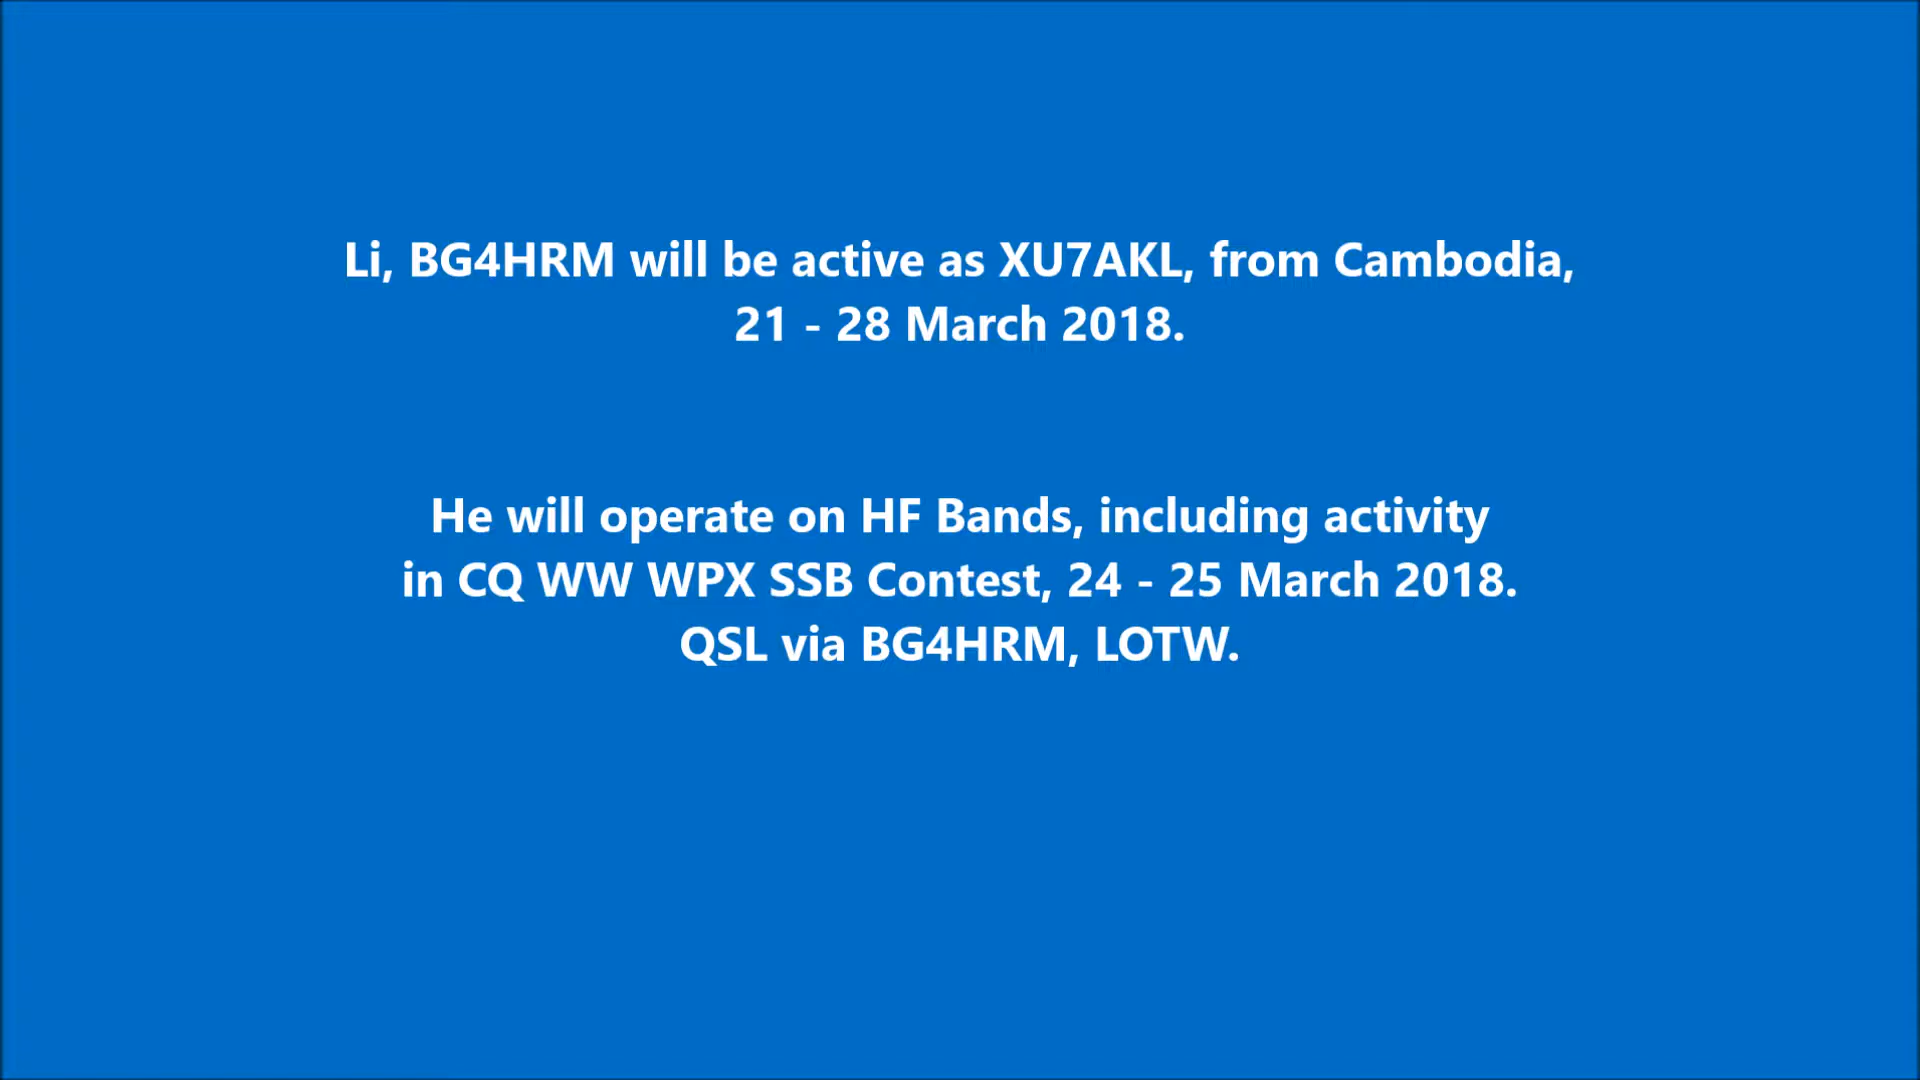 Li, BG4HRM will be active as XU7AKL, from Cambodia,
21 - 28 March 2018.
He will operate on HF Bands, including activity
in CQ WW WPX SSB Contest, 24 - 25 March 2018.
QSL via BG4HRM, LOTW.